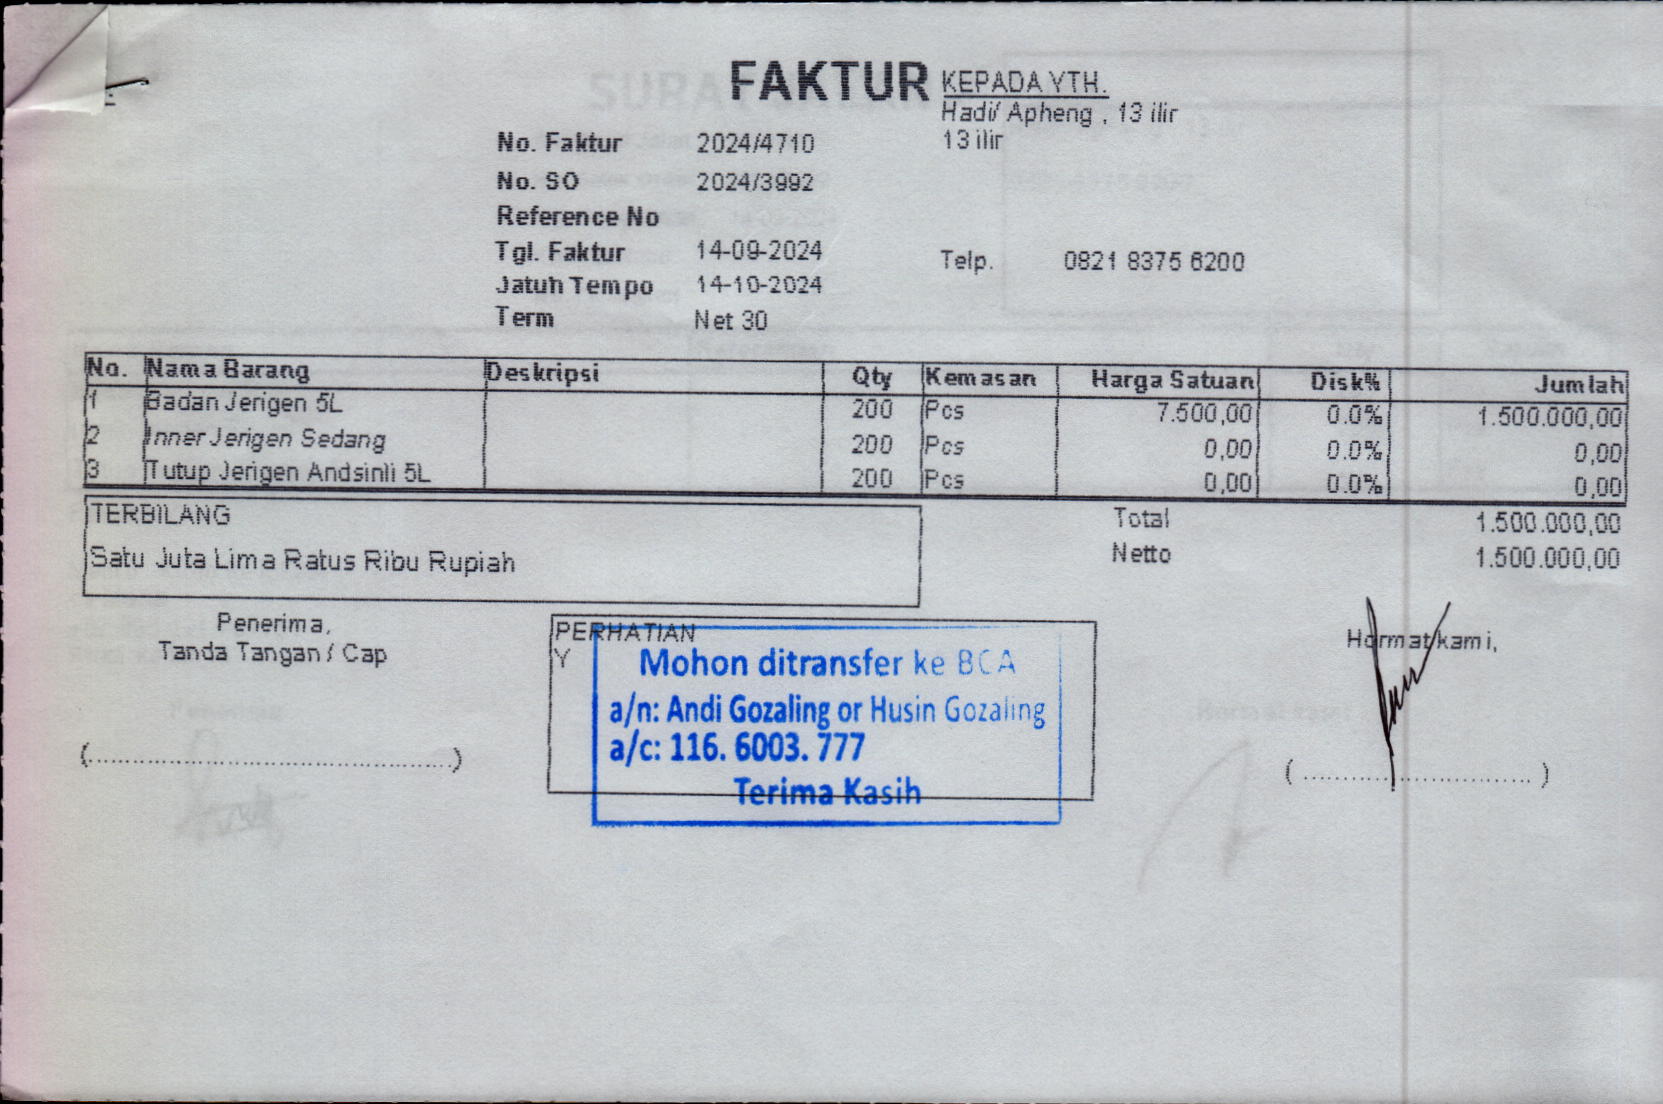 FAKTUR
KEPADA YTH.
Hadi/ Apheng , 13 ilir
13 ilir
No. Faktur 2024/4710
No. SO 2024/3992
Reference No
Tgl. Faktur 14-09-2024
Telp. 0821 8375 6200
Jatuh Tempo 14-10-2024
Term Net 30
No. Nama Barang Deskripsi Qty Kemasan Harga Satuan Disk% Jumlah
1 Badan Jerigen 5L 200 Pcs 7.500,00 0.0% 1.500.000,00
2 Inner Jerigen Sedang 200 Pcs 0,00 0.0% 0,00
3 Tutup Jerigen Andsinli 5L 200 Pcs 0,00 0.0% 0,00
TERBILANG
Satu Juta Lima Ratus Ribu Rupiah
Total 1.500.000,00
Netto 1.500.000,00
Penerima,
Tanda Tangan / Cap
(..........................................)
PERHATIAN
Y
Mohon ditransfer ke BCA
a/n: Andi Gozaling or Husin Gozaling
a/c: 116. 6003. 777
Terima Kasih
Hormat kami,
( .............................. )